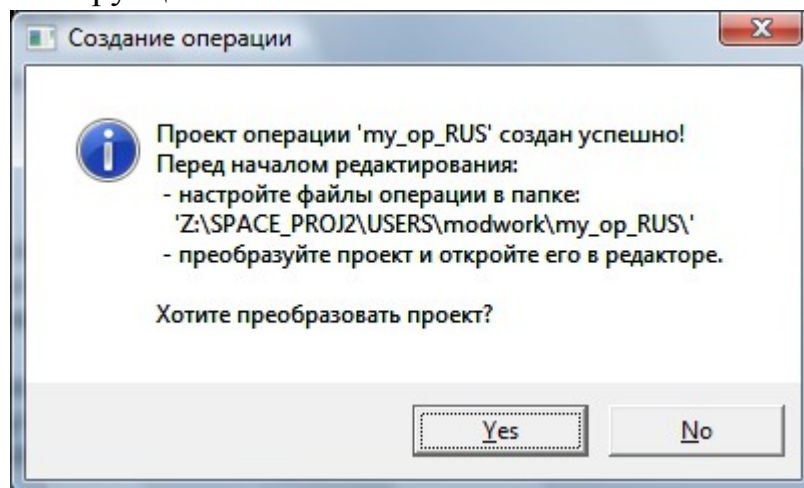 Создание операции
Проект операции 'my_op_RUS' создан успешно!
Перед началом редактирования:
- настройте файлы операции в папке:
'Z:\SPACE_PROJ2\USERS\modwork\my_op_RUS\'
- преобразуйте проект и откройте его в редакторе.
Хотите преобразовать проект?
Yes
No